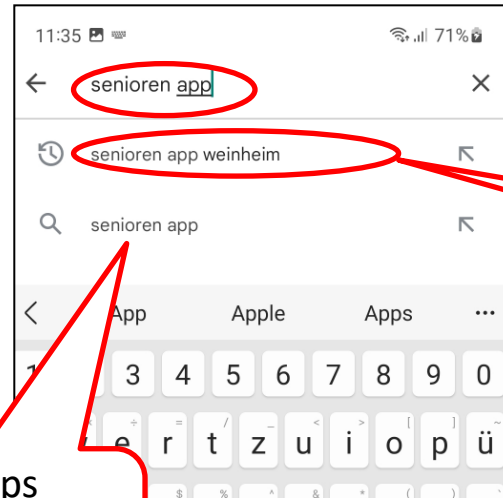 11:35 71%
senioren app
senioren app weinheim
senioren app
App Apple Apps ...
1 3 4 5 6 7 8 9 0
e r t z u i o p ü
ps